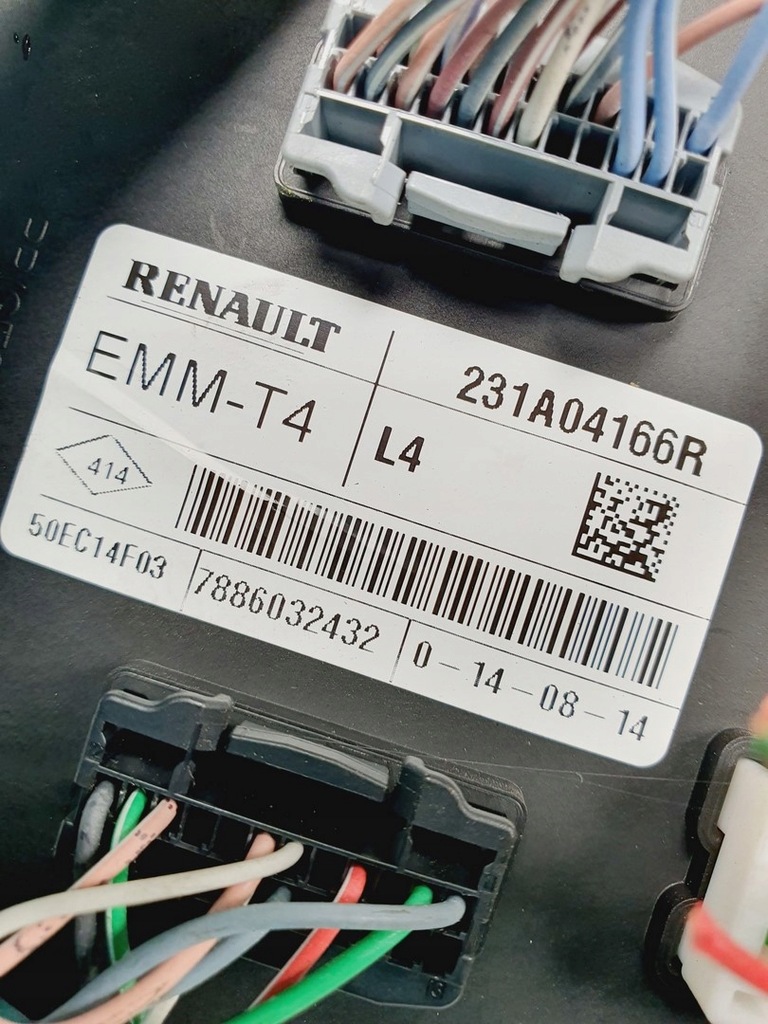 RENAULT
EMM-T4
231A04166R
L4
414
50EC14F03
7886032432
0-14-08-14